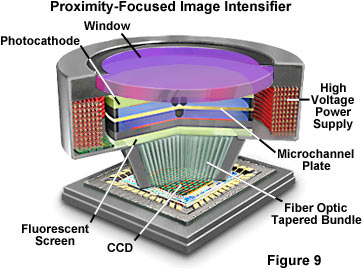 Proximity-Focused Image Intensifier
Window
Photocathode
High
Voltage
Power
Supply
Microchannel
Plate
Fiber Optic
Tapered Bundle
Fluorescent
Screen
CCD
Figure 9